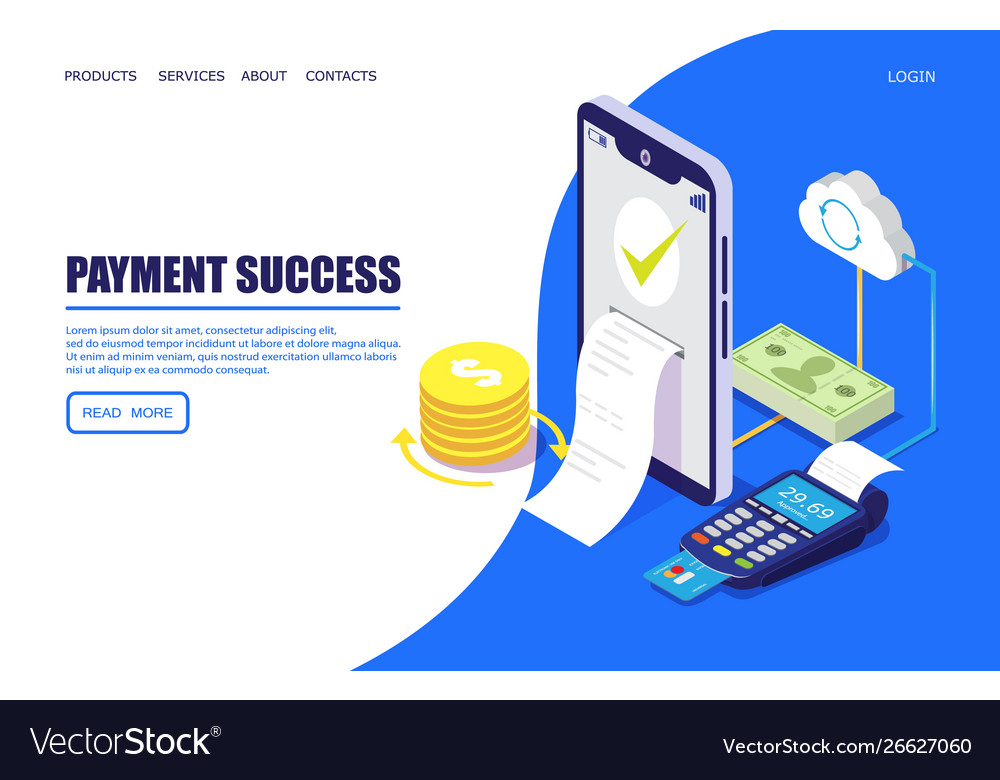 PRODUCTS SERVICES ABOUT CONTACTS LOGIN
PAYMENT SUCCESS
Lorem ipsum dolor sit amet, consectetur adipiscing elit,
sed do eiusmod tempor incididunt ut labore et dolore magna aliqua.
Ut enim ad minim veniam, quis nostrud exercitation ullamco laboris
nisi ut aliquip ex ea commodo consequat.
READ MORE
$
100
100
100
100
29.69
Approved...
VectorStock®
VectorStock.com/26627060